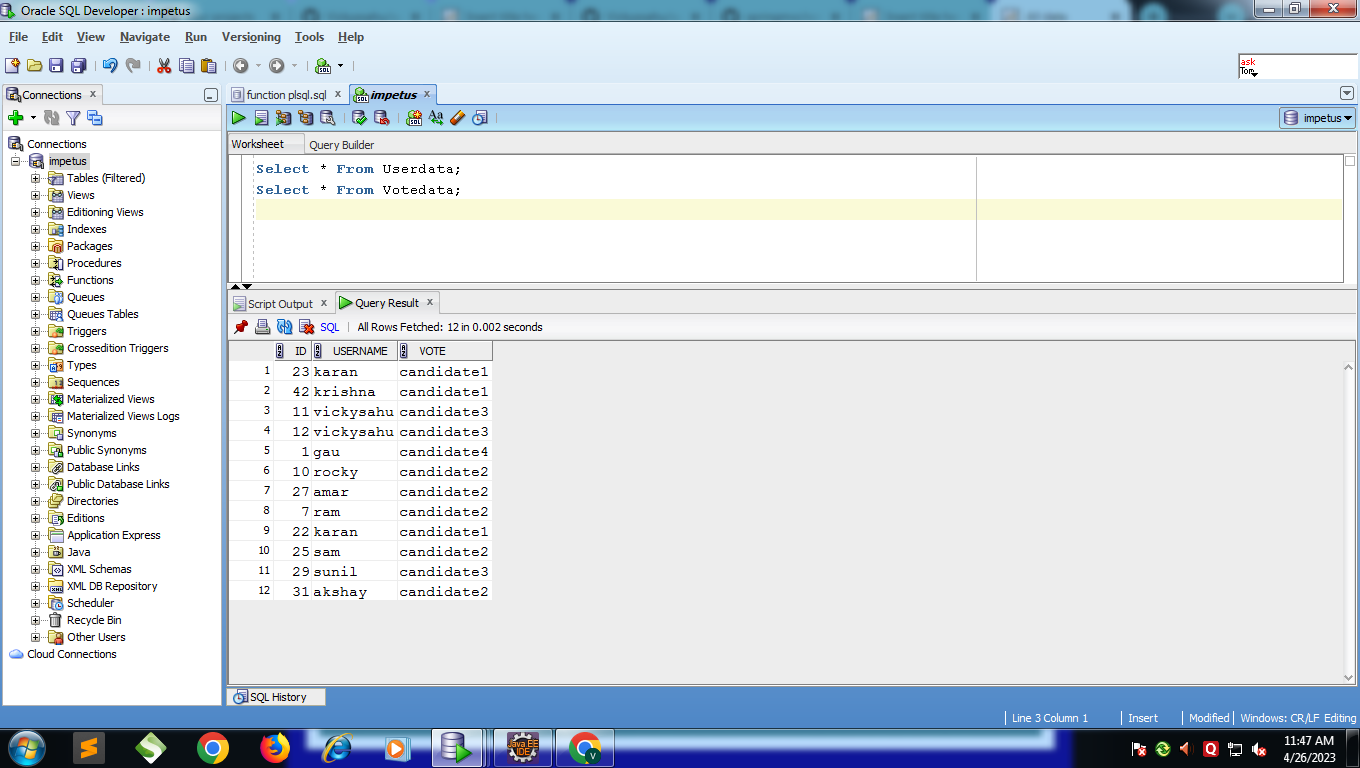 Oracle SQL Developer : impetus
File Edit View Navigate Run Versioning Tools Help
ask
Tom
Connections x
function plsql.sql x
impetus x
impetus
Connections
impetus
Tables (Filtered)
Views
Editioning Views
Indexes
Packages
Procedures
Functions
Queues
Queues Tables
Triggers
Crossedition Triggers
Types
Sequences
Materialized Views
Materialized Views Logs
Synonyms
Public Synonyms
Database Links
Public Database Links
Directories
Editions
Application Express
Java
XML Schemas
XML DB Repository
Scheduler
Recycle Bin
Other Users
Cloud Connections
Worksheet Query Builder
Select * From Userdata;
Select * From Votedata;
Script Output x Query Result x
SQL | All Rows Fetched: 12 in 0.002 seconds
ID USERNAME VOTE
1 23 karan candidate1
2 42 krishna candidate1
3 11 vickysahu candidate3
4 12 vickysahu candidate3
5 1 gau candidate4
6 10 rocky candidate2
7 27 amar candidate2
8 7 ram candidate2
9 22 karan candidate1
10 25 sam candidate2
11 29 sunil candidate3
12 31 akshay candidate2
SQL History
Line 3 Column 1 | Insert | Modified | Windows: CR/LF Editing
Java EE
IDE
11:47 AM
4/26/2023